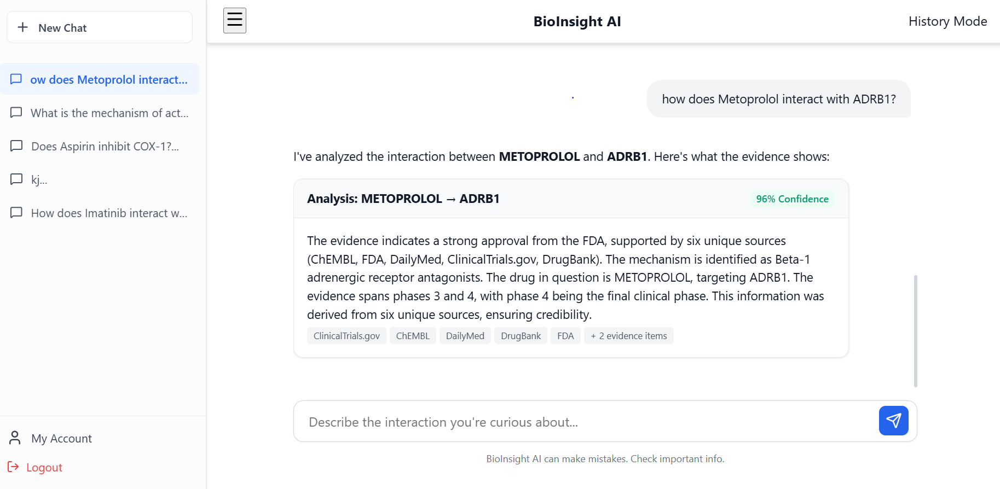 New Chat
ow does Metoprolol interact...
What is the mechanism of act...
Does Aspirin inhibit COX-1?...
kj...
How does Imatinib interact w...
My Account
Logout
BioInsight AI
History Mode
how does Metoprolol interact with ADRB1?
I've analyzed the interaction between METOPROLOL and ADRB1. Here's what the evidence shows:
Analysis: METOPROLOL → ADRB1
96% Confidence
The evidence indicates a strong approval from the FDA, supported by six unique sources
(ChEMBL, FDA, DailyMed, ClinicalTrials.gov, DrugBank). The mechanism is identified as Beta-1
adrenergic receptor antagonists. The drug in question is METOPROLOL, targeting ADRB1. The
evidence spans phases 3 and 4, with phase 4 being the final clinical phase. This information was
derived from six unique sources, ensuring credibility.
ClinicalTrials.gov ChEMBL DailyMed DrugBank FDA + 2 evidence items
Describe the interaction you're curious about...
BioInsight AI can make mistakes. Check important info.